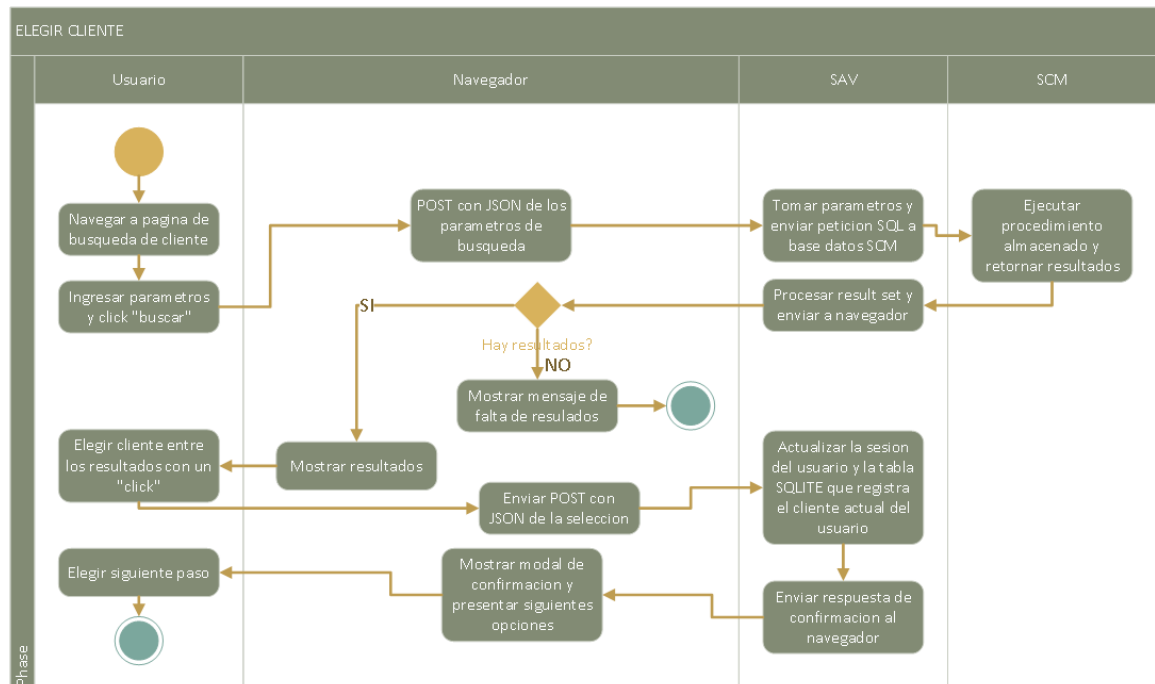 ELEGIR CLIENTE
Usuario
Navegador
SAV
SCM
Navegar a pagina de
busqueda de cliente
POST con JSON de los
parametros de
busqueda
Tomar parametros y
enviar peticion SQL a
base datos SCM
Ejecutar
procedimiento
almacenado y
retornar resultados
Ingresar parametros
y click "buscar"
SI
Procesar result set y
enviar a navegador
Hay resultados?
NO
Mostrar mensaje de
falta de resulados
Elegir cliente entre
los resultados con un
"click"
Mostrar resultados
Enviar POST con
JSON de la seleccion
Actualizar la sesion
del usuario y la tabla
SQLITE que registra
el cliente actual del
usuario
Elegir siguiente paso
Mostrar modal de
confirmacion y
presentar siguientes
opciones
Enviar respuesta de
confirmacion al
navegador
Phase